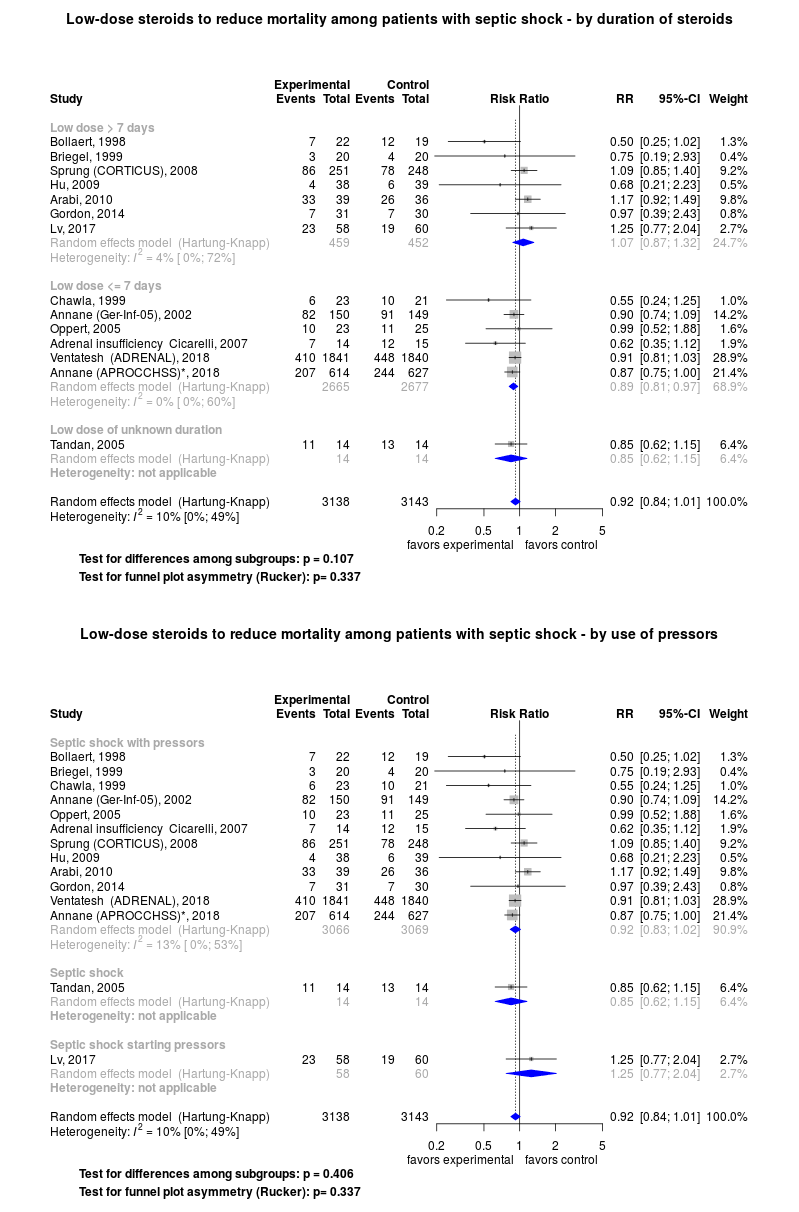 Low-dose steroids to reduce mortality among patients with septic shock - by duration of steroids
Experimental Control
Study Events Total Events Total Risk Ratio RR 95%-CI Weight
Low dose > 7 days
Bollaert, 1998 7 22 12 19 0.50 [0.25; 1.02] 1.3%
Briegel, 1999 3 20 4 20 0.75 [0.19; 2.93] 0.4%
Sprung (CORTICUS), 2008 86 251 78 248 1.09 [0.85; 1.40] 9.2%
Hu, 2009 4 38 6 39 0.68 [0.21; 2.23] 0.5%
Arabi, 2010 33 39 26 36 1.17 [0.92; 1.49] 9.8%
Gordon, 2014 7 31 7 30 0.97 [0.39; 2.43] 0.8%
Lv, 2017 23 58 19 60 1.25 [0.77; 2.04] 2.7%
Random effects model (Hartung-Knapp) 459 452 1.07 [0.87; 1.32] 24.7%
Heterogeneity: I² = 4% [ 0%; 72%]
Low dose <= 7 days
Chawla, 1999 6 23 10 21 0.55 [0.24; 1.25] 1.0%
Annane (Ger-Inf-05), 2002 82 150 91 149 0.90 [0.74; 1.09] 14.2%
Oppert, 2005 10 23 11 25 0.99 [0.52; 1.88] 1.6%
Adrenal insufficiency Cicarelli, 2007 7 14 12 15 0.62 [0.35; 1.12] 1.9%
Ventatesh (ADRENAL), 2018 410 1841 448 1840 0.91 [0.81; 1.03] 28.9%
Annane (APROCCHSS)*, 2018 207 614 244 627 0.87 [0.75; 1.00] 21.4%
Random effects model (Hartung-Knapp) 2665 2677 0.89 [0.81; 0.97] 68.9%
Heterogeneity: I² = 0% [ 0%; 60%]
Low dose of unknown duration
Tandan, 2005 11 14 13 14 0.85 [0.62; 1.15] 6.4%
Random effects model (Hartung-Knapp) 14 14 0.85 [0.62; 1.15] 6.4%
Heterogeneity: not applicable
Random effects model (Hartung-Knapp) 3138 3143 0.92 [0.84; 1.01] 100.0%
Heterogeneity: I² = 10% [0%; 49%]
0.2 0.5 1 2 5
favors experimental favors control
Test for differences among subgroups: p = 0.107
Test for funnel plot asymmetry (Rucker): p= 0.337
Low-dose steroids to reduce mortality among patients with septic shock - by use of pressors
Experimental Control
Study Events Total Events Total Risk Ratio RR 95%-CI Weight
Septic shock with pressors
Bollaert, 1998 7 22 12 19 0.50 [0.25; 1.02] 1.3%
Briegel, 1999 3 20 4 20 0.75 [0.19; 2.93] 0.4%
Chawla, 1999 6 23 10 21 0.55 [0.24; 1.25] 1.0%
Annane (Ger-Inf-05), 2002 82 150 91 149 0.90 [0.74; 1.09] 14.2%
Oppert, 2005 10 23 11 25 0.99 [0.52; 1.88] 1.6%
Adrenal insufficiency Cicarelli, 2007 7 14 12 15 0.62 [0.35; 1.12] 1.9%
Sprung (CORTICUS), 2008 86 251 78 248 1.09 [0.85; 1.40] 9.2%
Hu, 2009 4 38 6 39 0.68 [0.21; 2.23] 0.5%
Arabi, 2010 33 39 26 36 1.17 [0.92; 1.49] 9.8%
Gordon, 2014 7 31 7 30 0.97 [0.39; 2.43] 0.8%
Ventatesh (ADRENAL), 2018 410 1841 448 1840 0.91 [0.81; 1.03] 28.9%
Annane (APROCCHSS)*, 2018 207 614 244 627 0.87 [0.75; 1.00] 21.4%
Random effects model (Hartung-Knapp) 3066 3069 0.92 [0.83; 1.02] 90.9%
Heterogeneity: I² = 13% [ 0%; 53%]
Septic shock
Tandan, 2005 11 14 13 14 0.85 [0.62; 1.15] 6.4%
Random effects model (Hartung-Knapp) 14 14 0.85 [0.62; 1.15] 6.4%
Heterogeneity: not applicable
Septic shock starting pressors
Lv, 2017 23 58 19 60 1.25 [0.77; 2.04] 2.7%
Random effects model (Hartung-Knapp) 58 60 1.25 [0.77; 2.04] 2.7%
Heterogeneity: not applicable
Random effects model (Hartung-Knapp) 3138 3143 0.92 [0.84; 1.01] 100.0%
Heterogeneity: I² = 10% [0%; 49%]
0.2 0.5 1 2 5
favors experimental favors control
Test for differences among subgroups: p = 0.406
Test for funnel plot asymmetry (Rucker): p= 0.337